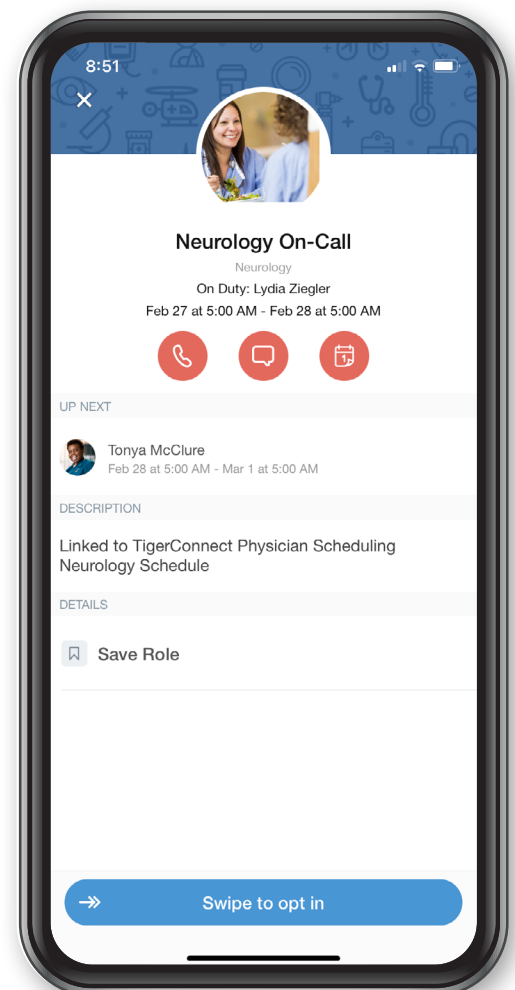 8:51
Neurology On-Call
Neurology
On Duty: Lydia Ziegler
Feb 27 at 5:00 AM - Feb 28 at 5:00 AM
UP NEXT
Tonya McClure
Feb 28 at 5:00 AM - Mar 1 at 5:00 AM
DESCRIPTION
Linked to TigerConnect Physician Scheduling
Neurology Schedule
DETAILS
Save Role
Swipe to opt in